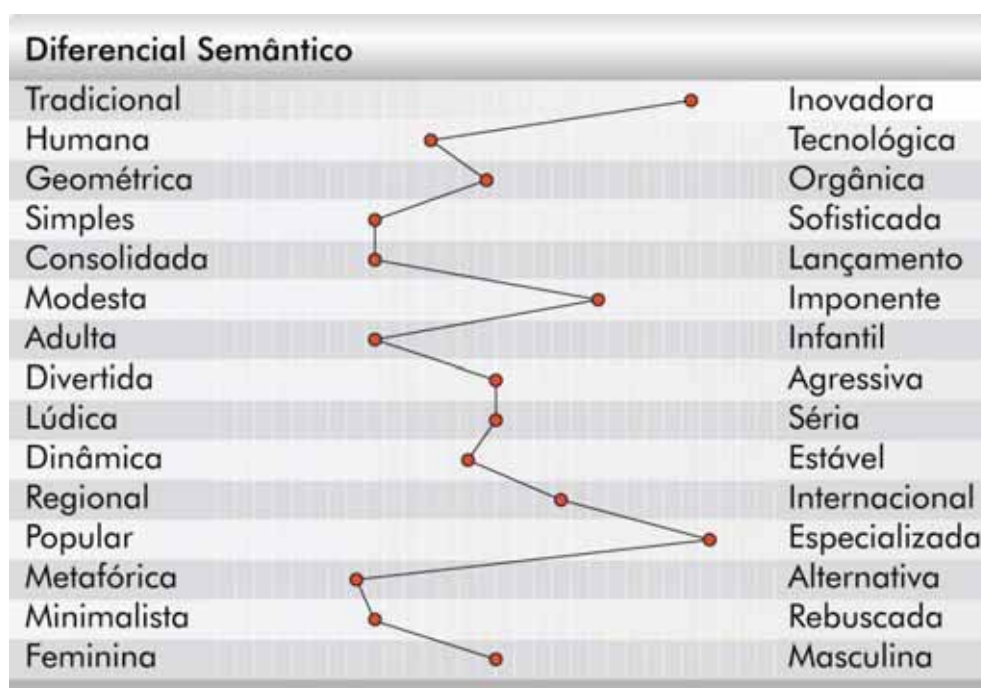 Diferencial Semântico
Tradicional Inovadora
Humana Tecnológica
Geométrica Orgânica
Simples Sofisticada
Consolidada Lançamento
Modesta Imponente
Adulta Infantil
Divertida Agressiva
Lúdica Séria
Dinâmica Estável
Regional Internacional
Popular Especializada
Metafórica Alternativa
Minimalista Rebuscada
Feminina Masculina